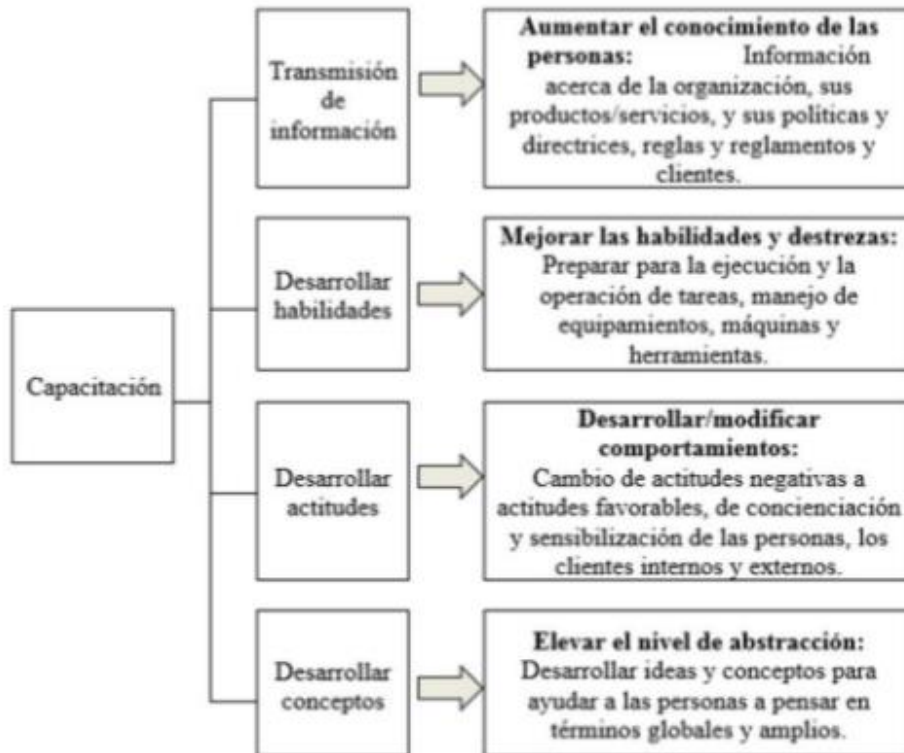 Capacitación
Transmisión
de
información
Aumentar el conocimiento de las
personas: Información
acerca de la organización, sus
productos/servicios, y sus políticas y
directrices, reglas y reglamentos y
clientes.
Desarrollar
habilidades
Mejorar las habilidades y destrezas:
Preparar para la ejecución y la
operación de tareas, manejo de
equipamientos, máquinas y
herramientas.
Desarrollar
actitudes
Desarrollar/modificar
comportamientos:
Cambio de actitudes negativas a
actitudes favorables, de concienciación
y sensibilización de las personas, los
clientes internos y externos.
Desarrollar
conceptos
Elevar el nivel de abstracción:
Desarrollar ideas y conceptos para
ayudar a las personas a pensar en
términos globales y amplios.